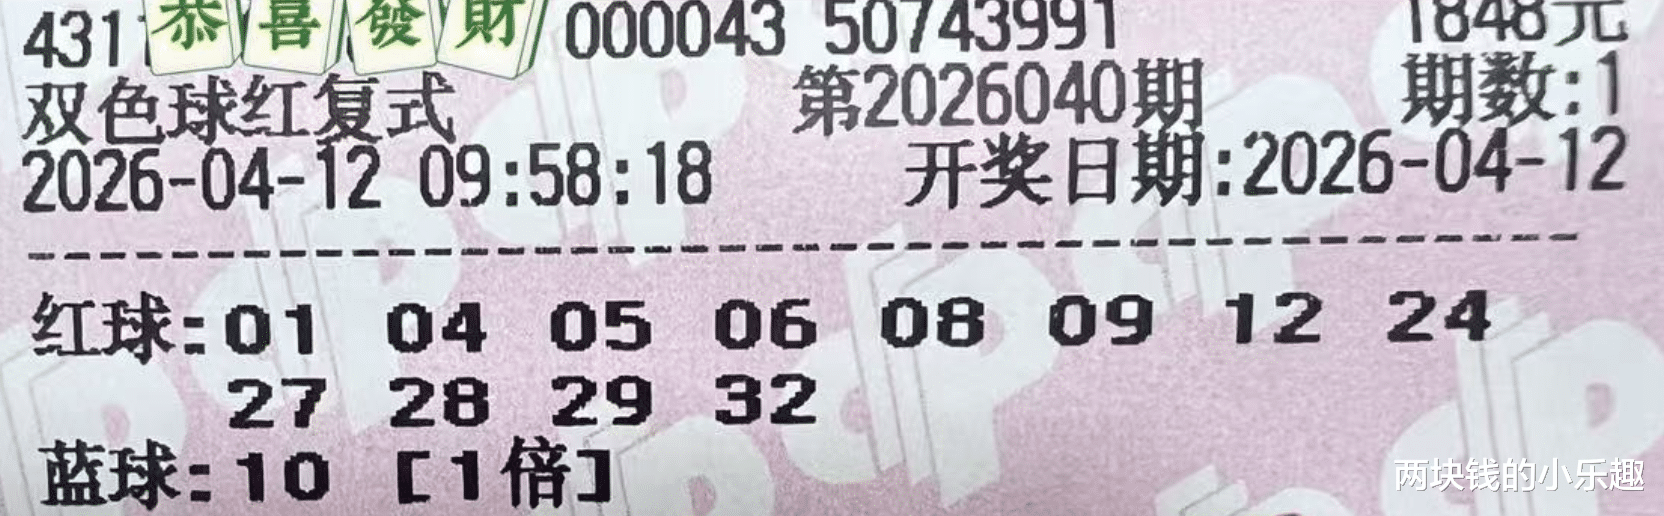 431 恭喜發財 000043 50743991 1848元
双色球红复式 第2026040期 期数:1
2026-04-12 09:58:18 开奖日期:2026-04-12
红球:01 04 05 06 08 09 12 24
27 28 29 32
蓝球:10 [1倍]
两块钱的小乐趣